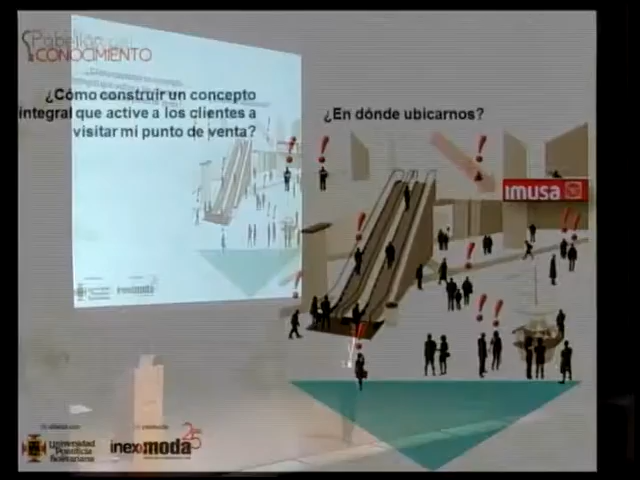 Pabellón del
CONOCIMIENTO
¿Cómo construir un concepto
integral que active a los clientes a
visitar mi punto de venta?
¿En dónde ubicarnos?
imusa
Universidad
Pontificia
Bolivariana
inexmoda
inexmoda